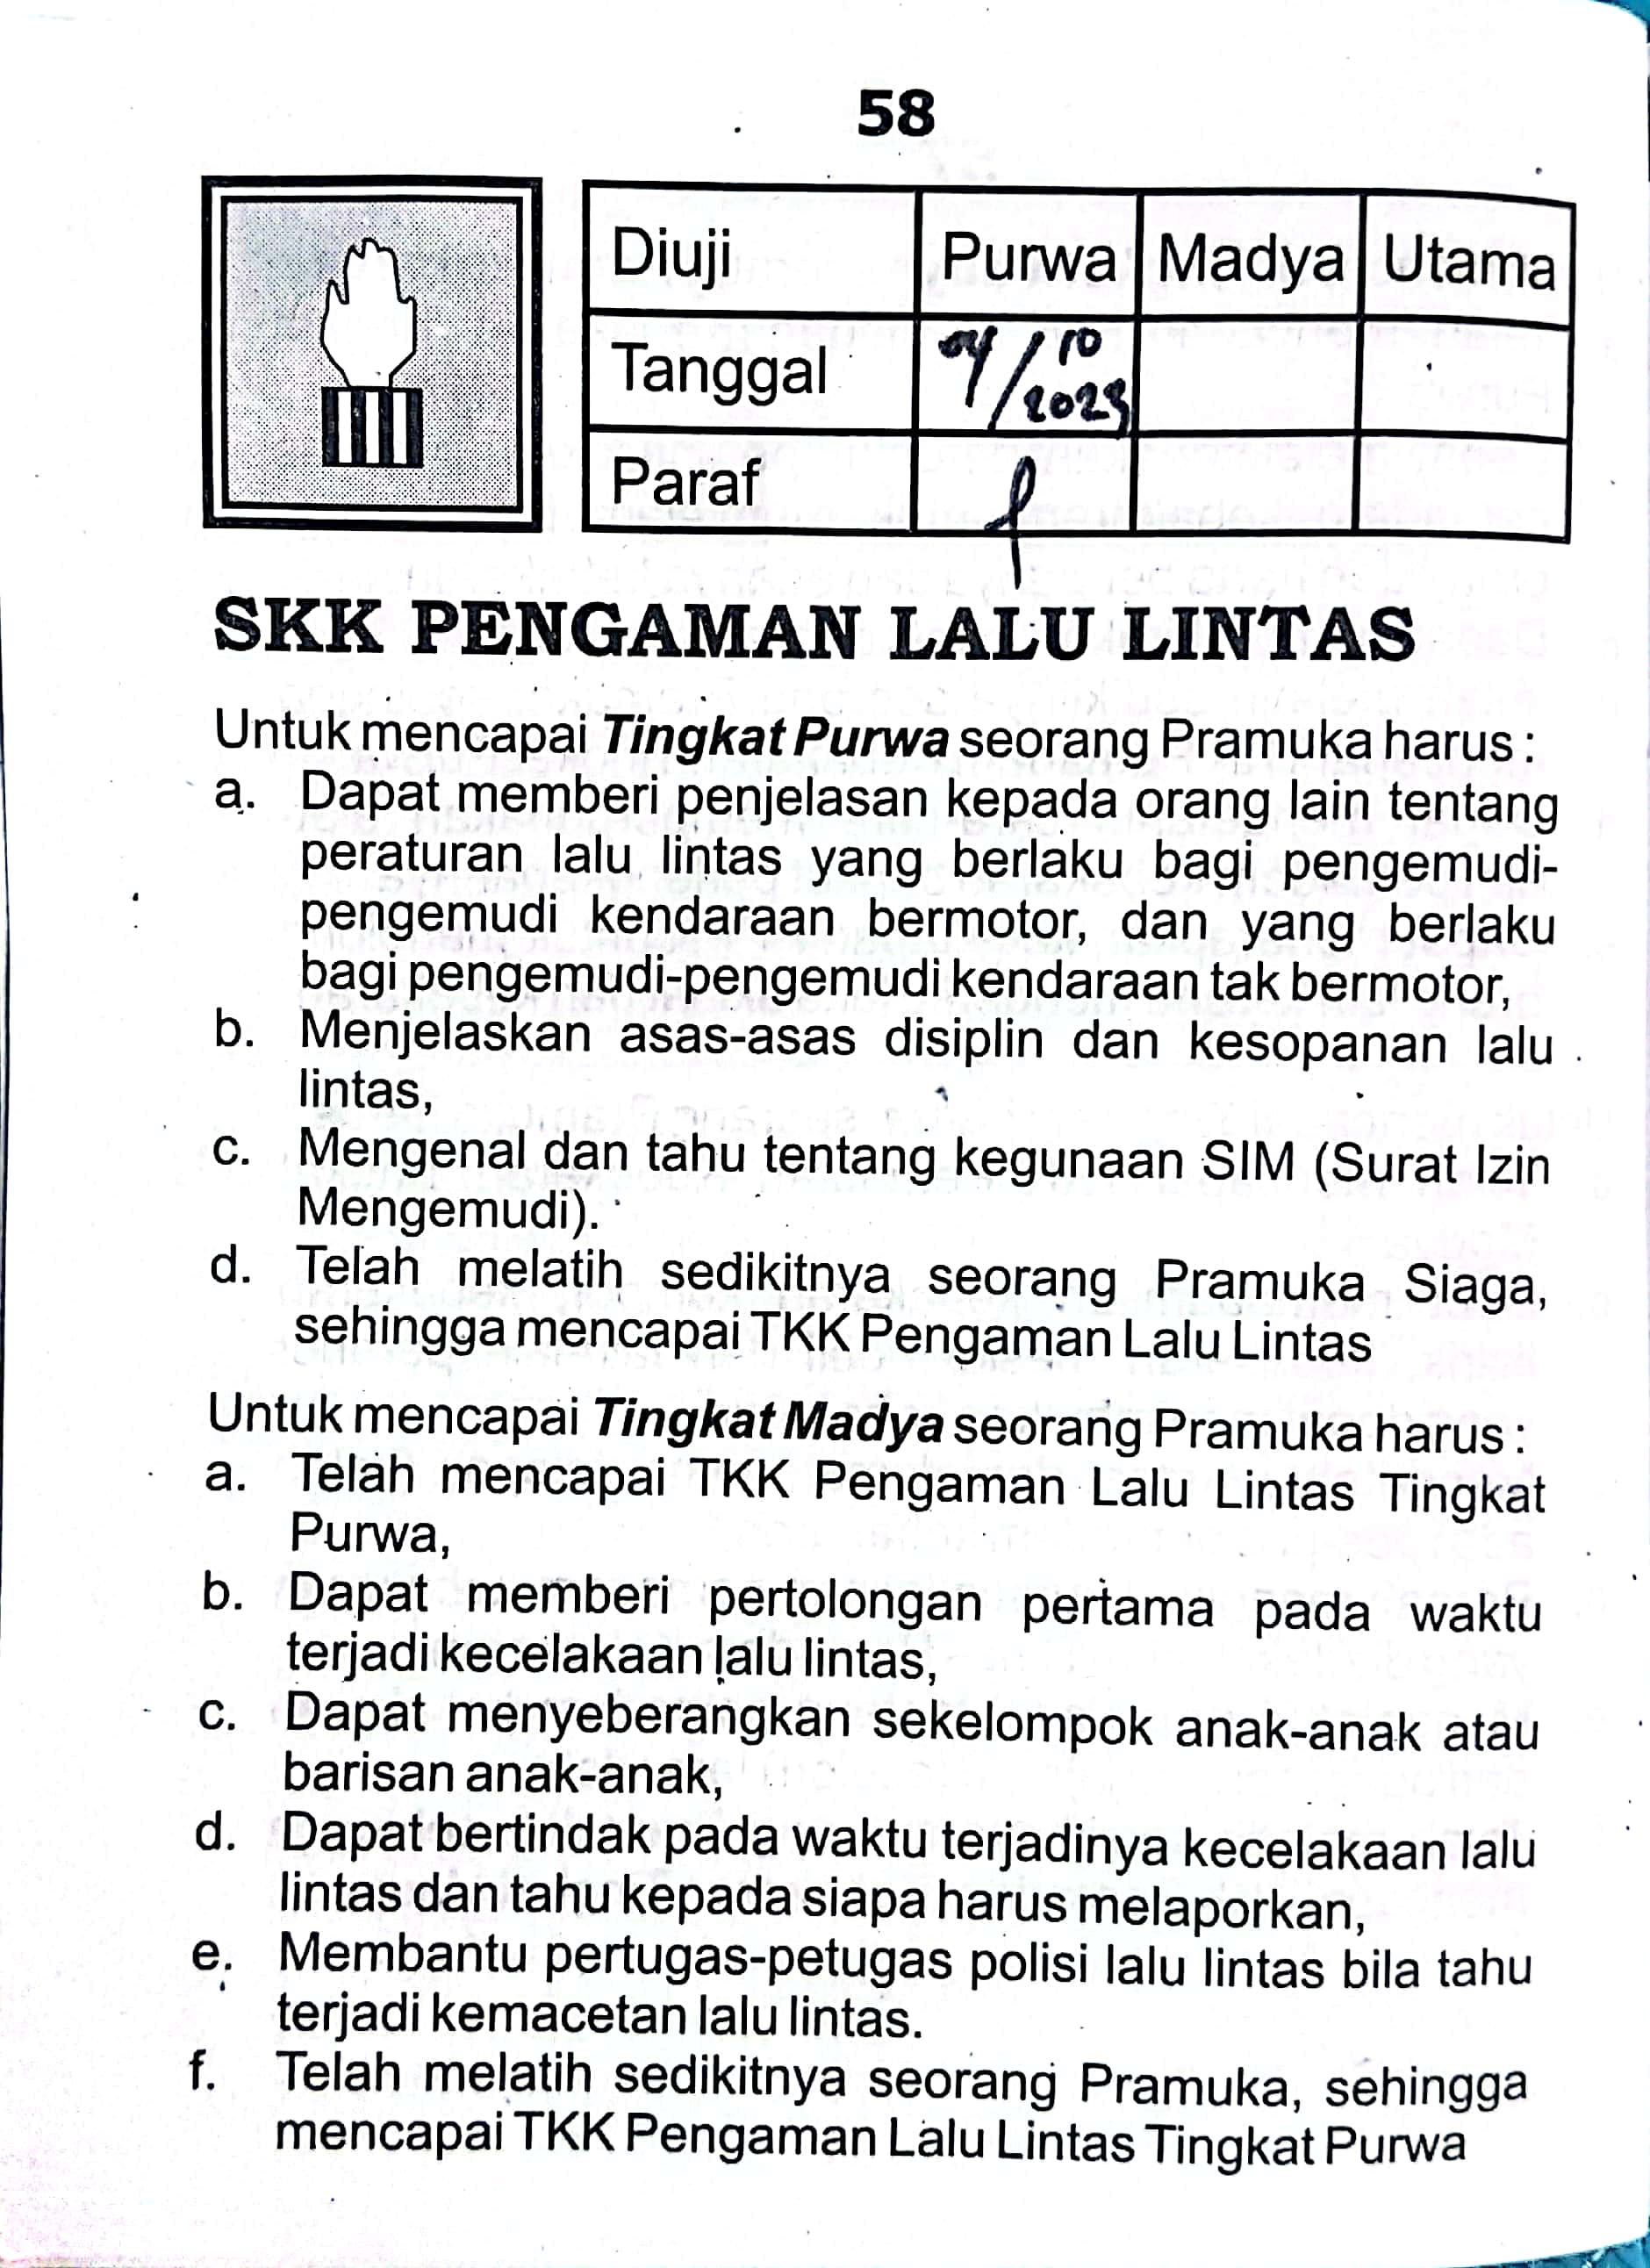 58
Diuji Purwa Madya Utama
Tanggal 10
Paraf
SKK PENGAMAN LALU LINTAS
Untuk mencapai Tingkat Purwa seorang Pramuka harus :
a. Dapat memberi penjelasan kepada orang lain tentang
peraturan lalu lintas yang berlaku bagi pengemudi-
pengemudi kendaraan bermotor, dan yang berlaku
bagi pengemudi-pengemudi kendaraan tak bermotor,
b. Menjelaskan asas-asas disiplin dan kesopanan lalu
lintas,
c. Mengenal dan tahu tentang kegunaan SIM (Surat Izin
Mengemudi).
d. Telah melatih sedikitnya seorang Pramuka Siaga,
sehingga mencapai TKK Pengaman Lalu Lintas
Untuk mencapai Tingkat Madya seorang Pramuka harus :
a. Telah mencapai TKK Pengaman Lalu Lintas Tingkat
Purwa,
b. Dapat memberi pertolongan pertama pada waktu
terjadi kecelakaan lalu lintas,
c. Dapat menyeberangkan sekelompok anak-anak atau
barisan anak-anak,
d. Dapat bertindak pada waktu terjadinya kecelakaan lalu
lintas dan tahu kepada siapa harus melaporkan,
e. Membantu pertugas-petugas polisi lalu lintas bila tahu
terjadi kemacetan lalu lintas.
f. Telah melatih sedikitnya seorang Pramuka, sehingga
mencapai TKK Pengaman Lalu Lintas Tingkat Purwa